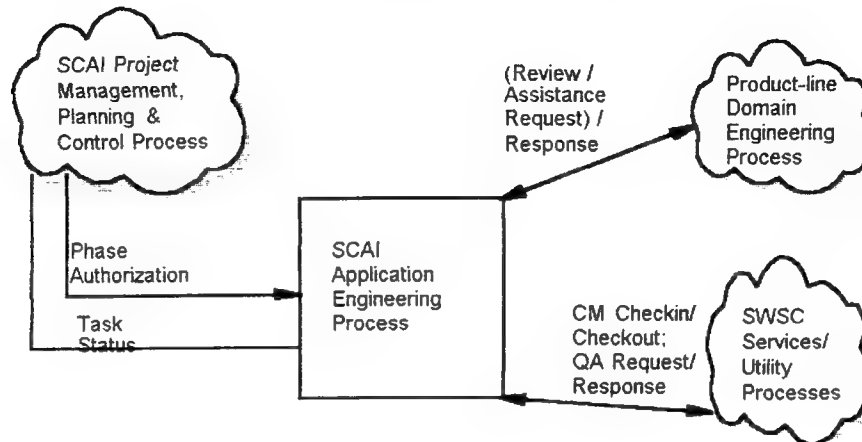 SCAI Project
Management,
Planning &
Control Process
(Review /
Assistance
Request) /
Response
Product-line
Domain
Engineering
Process
Phase
Authorization
SCAI
Application
Engineering
Process
Task
Status
CM Checkin/
Checkout;
QA Request/
Response
SWSC
Services/
Utility
Processes